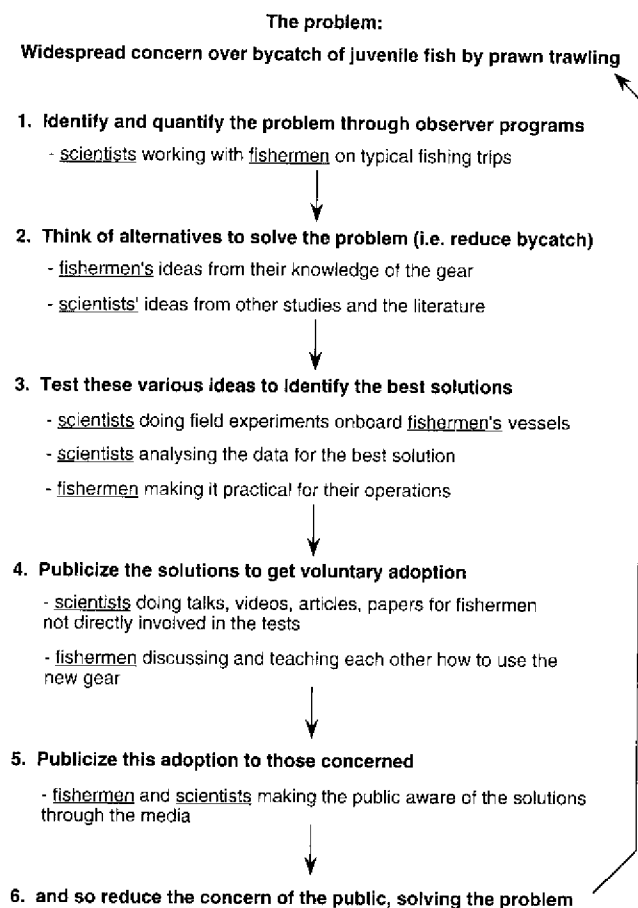 The problem:
Widespread concern over bycatch of juvenile fish by prawn trawling
1. Identify and quantify the problem through observer programs
- scientists working with fishermen on typical fishing trips
2. Think of alternatives to solve the problem (i.e. reduce bycatch)
- fishermen's ideas from their knowledge of the gear
- scientists' ideas from other studies and the literature
3. Test these various ideas to identify the best solutions
- scientists doing field experiments onboard fishermen's vessels
- scientists analysing the data for the best solution
- fishermen making it practical for their operations
4. Publicize the solutions to get voluntary adoption
- scientists doing talks, videos, articles, papers for fishermen
not directly involved in the tests
- fishermen discussing and teaching each other how to use the
new gear
5. Publicize this adoption to those concerned
- fishermen and scientists making the public aware of the solutions
through the media
6. and so reduce the concern of the public, solving the problem